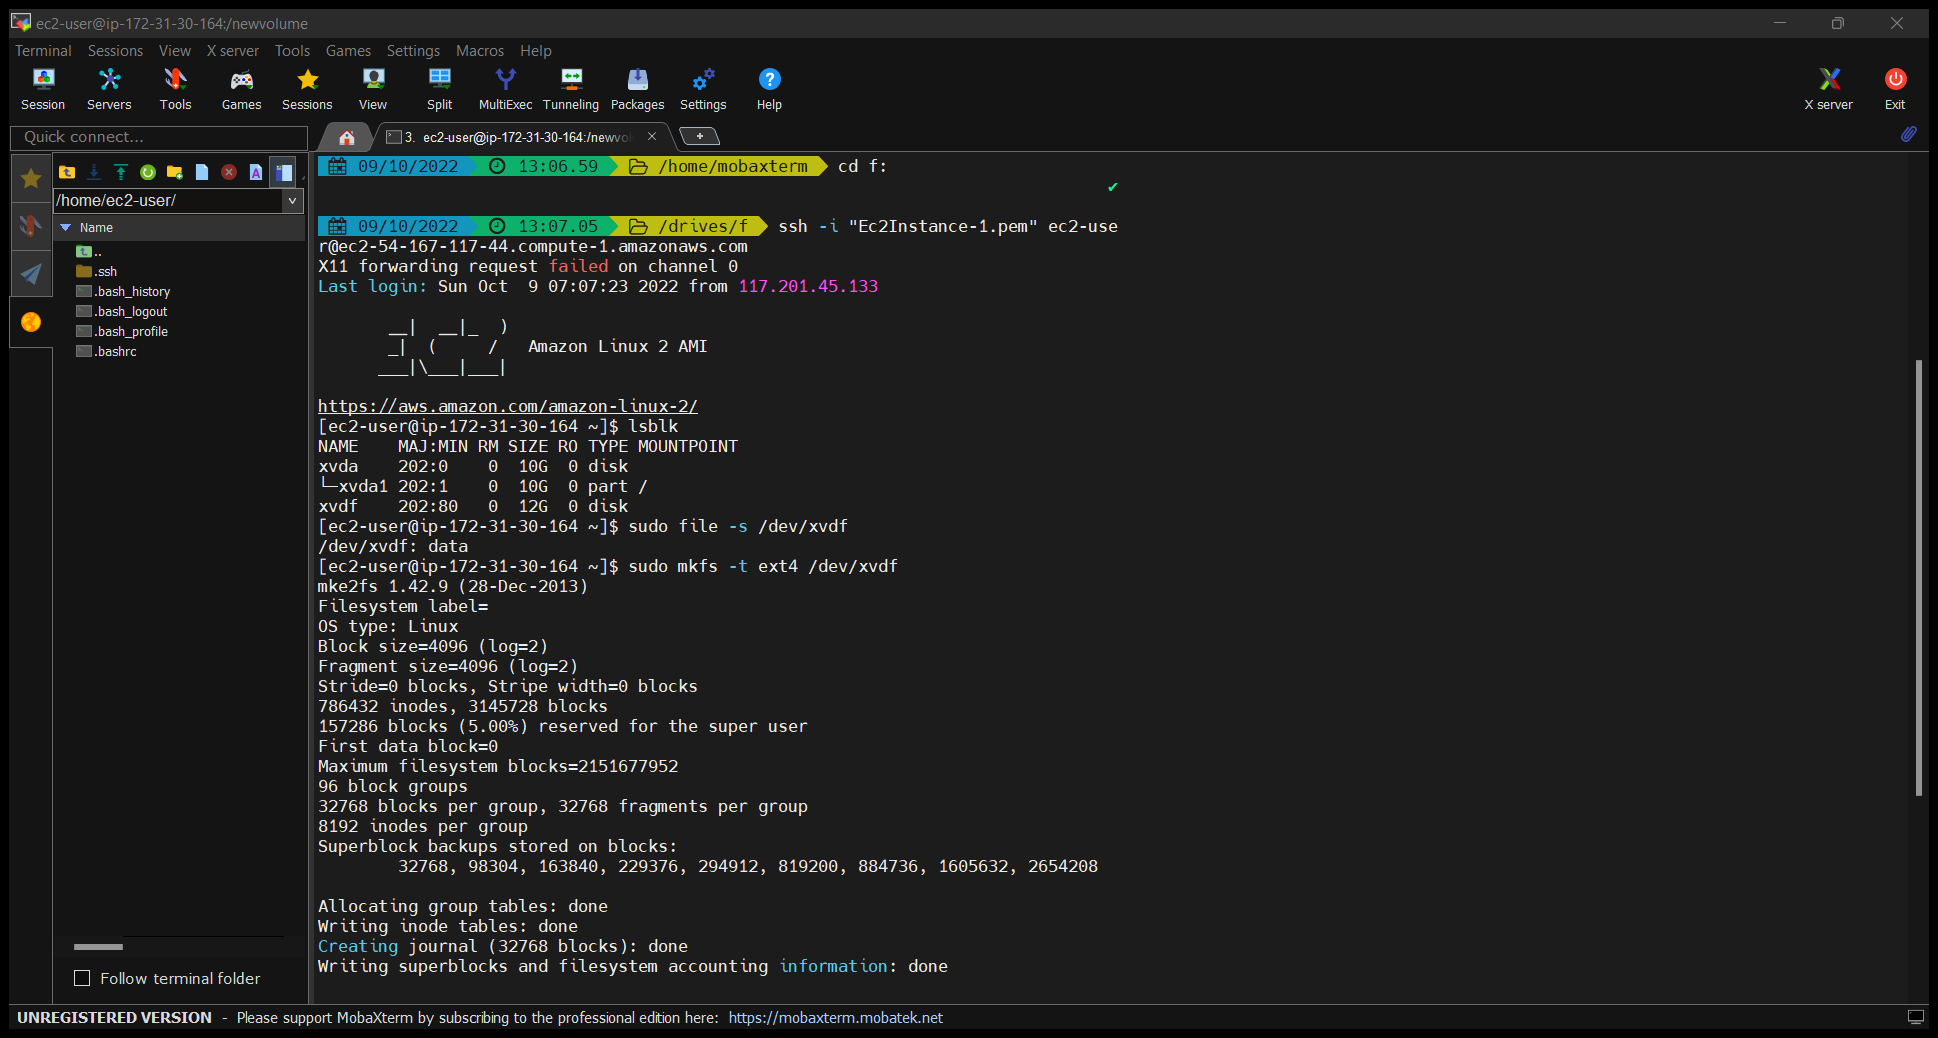 ec2-user@ip-172-31-30-164:/newvolume
Terminal Sessions View X server Tools Games Settings Macros Help
Session Servers Tools Games Sessions View Split MultiExec Tunneling Packages Settings Help X server Exit
Quick connect...
3. ec2-user@ip-172-31-30-164:/newvo
/home/ec2-user/
Name
..
.ssh
.bash_history
.bash_logout
.bash_profile
.bashrc
Follow terminal folder
09/10/2022 13:06.59 /home/mobaxterm cd f:
✔
09/10/2022 13:07.05 /drives/f ssh -i "Ec2Instance-1.pem" ec2-use
r@ec2-54-167-117-44.compute-1.amazonaws.com
X11 forwarding request failed on channel 0
Last login: Sun Oct  9 07:07:23 2022 from 117.201.45.133
       __|  __|_  )
       _|  (     /   Amazon Linux 2 AMI
      ___|\___|___|
https://aws.amazon.com/amazon-linux-2/
[ec2-user@ip-172-31-30-164 ~]$ lsblk
NAME    MAJ:MIN RM SIZE RO TYPE MOUNTPOINT
xvda    202:0    0  10G  0 disk
└─xvda1 202:1    0  10G  0 part /
xvdf    202:80   0  12G  0 disk
[ec2-user@ip-172-31-30-164 ~]$ sudo file -s /dev/xvdf
/dev/xvdf: data
[ec2-user@ip-172-31-30-164 ~]$ sudo mkfs -t ext4 /dev/xvdf
mke2fs 1.42.9 (28-Dec-2013)
Filesystem label=
OS type: Linux
Block size=4096 (log=2)
Fragment size=4096 (log=2)
Stride=0 blocks, Stripe width=0 blocks
786432 inodes, 3145728 blocks
157286 blocks (5.00%) reserved for the super user
First data block=0
Maximum filesystem blocks=2151677952
96 block groups
32768 blocks per group, 32768 fragments per group
8192 inodes per group
Superblock backups stored on blocks:
        32768, 98304, 163840, 229376, 294912, 819200, 884736, 1605632, 2654208
Allocating group tables: done
Writing inode tables: done
Creating journal (32768 blocks): done
Writing superblocks and filesystem accounting information: done
UNREGISTERED VERSION - Please support MobaXterm by subscribing to the professional edition here: https://mobaxterm.mobatek.net